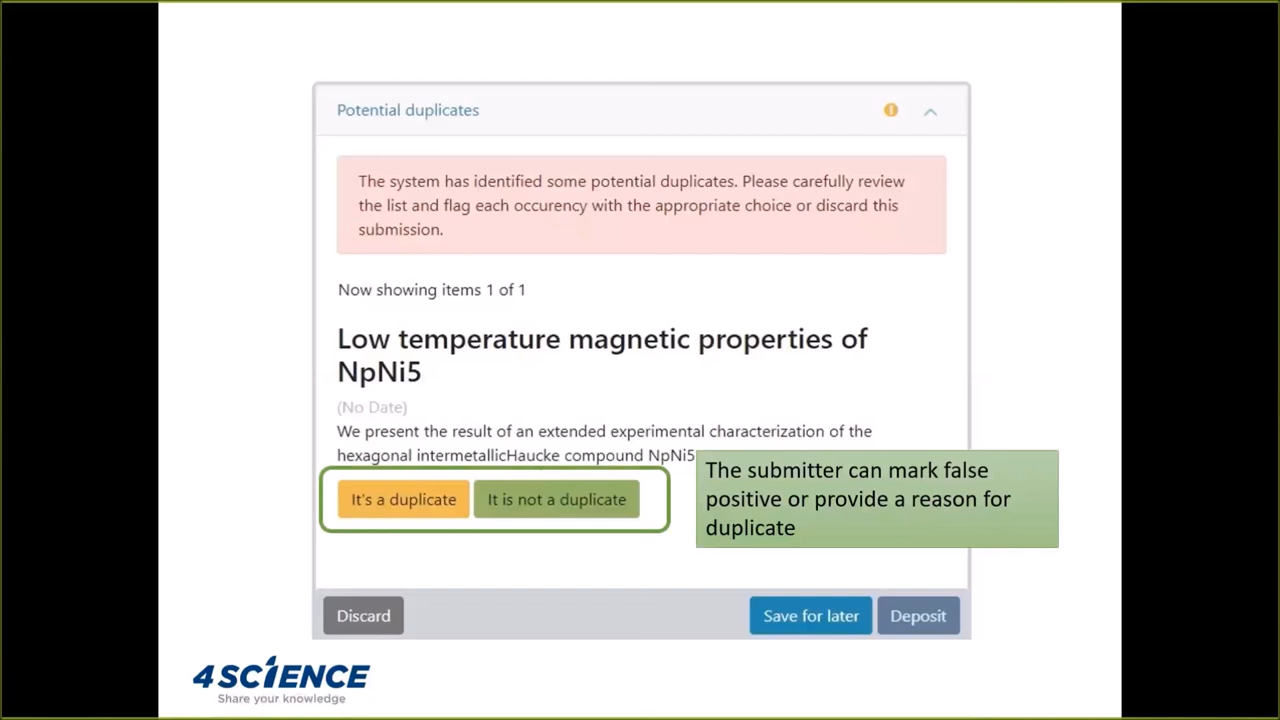 Potential duplicates
The system has identified some potential duplicates. Please carefully review
the list and flag each occurency with the appropriate choice or discard this
submission.
Now showing items 1 of 1
Low temperature magnetic properties of
NpNi5
(No Date)
We present the result of an extended experimental characterization of the
hexagonal intermetallicHaucke compound NpNi5
It's a duplicate
It is not a duplicate
The submitter can mark false
positive or provide a reason for
duplicate
Discard
Save for later
Deposit
4SCIENCE
Share your knowledge